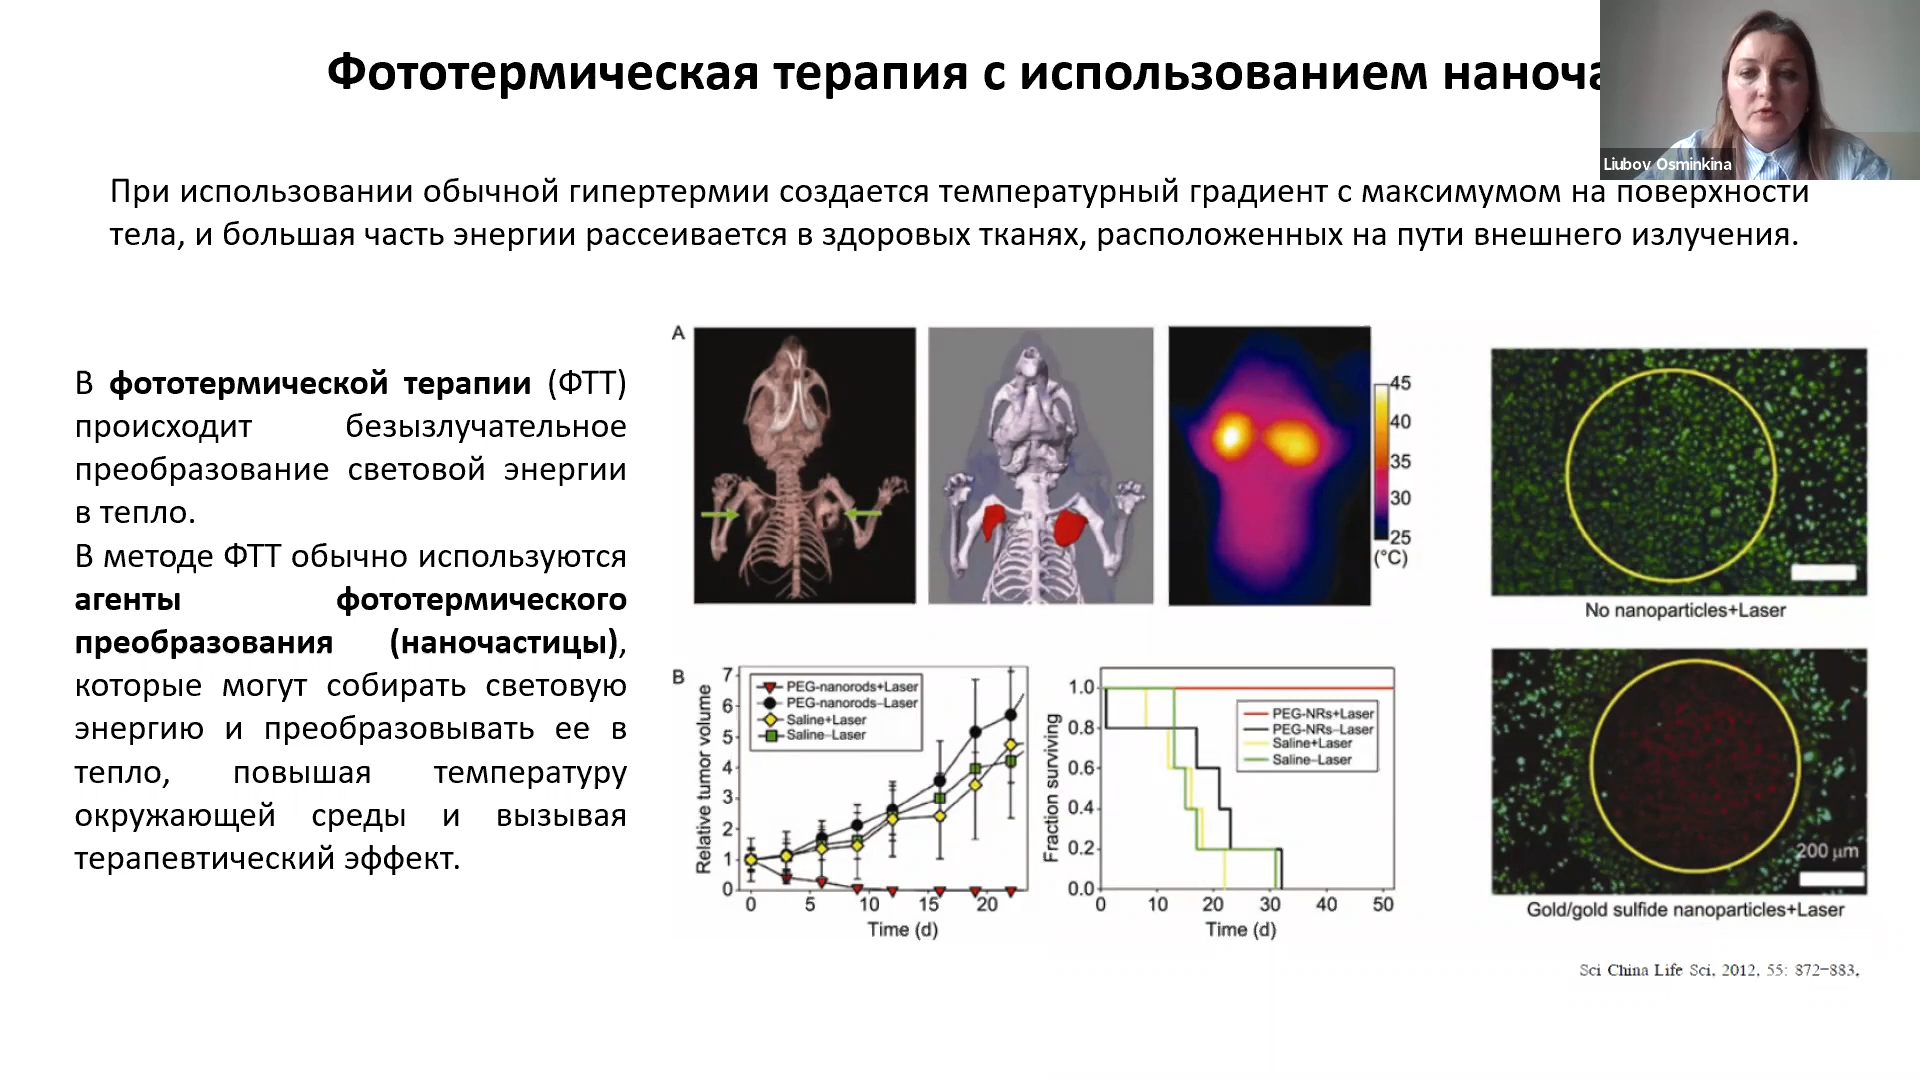 Фототермическая терапия с использованием
Liubov Osminkina
При использовании обычной гипертермии создается температурный градиент с максимумом на поверхности
тела, и большая часть энергии рассеивается в здоровых тканях, расположенных на пути внешнего излучения.
В фототермической терапии (ФТТ)
происходит безызлучательное
преобразование световой энергии
в тепло.
В методе ФТТ обычно используются
агенты фототермического
преобразования (наночастицы),
которые могут собирать световую
энергию и преобразовывать ее в
тепло, повышая температуру
окружающей среды и вызывая
терапевтический эффект.
A
45
40
35
30
25
(°C)
No nanoparticles+Laser
B
Relative tumor volume
7
6
5
4
3
2
1
0
PEG-nanorods+Laser
PEG-nanorods–Laser
Saline+Laser
Saline–Laser
0 5 10 15 20
Time (d)
Fraction surviving
1.0
0.8
0.6
0.4
0.2
0.0
PEG-NRs+Laser
PEG-NRs–Laser
Saline+Laser
Saline–Laser
0 10 20 30 40 50
Time (d)
200 µm
Gold/gold sulfide nanoparticles+Laser
Sci China Life Sci, 2012, 55: 872–883,